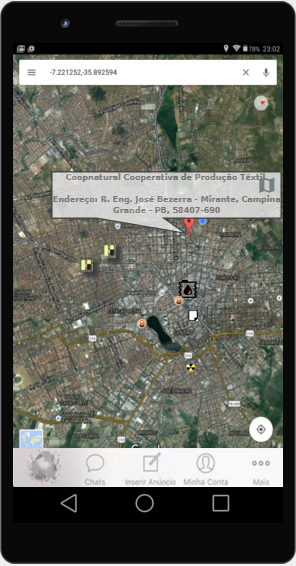 78% 23:02
-7.221252,-35.892594
Coopnatural Cooperativa de Produção Têxtil
Endereço: R. Eng. José Bezerra - Mirante, Campina
Grande - PB, 58407-690
Chats
Inserir Anúncio
Minha Conta
Mais